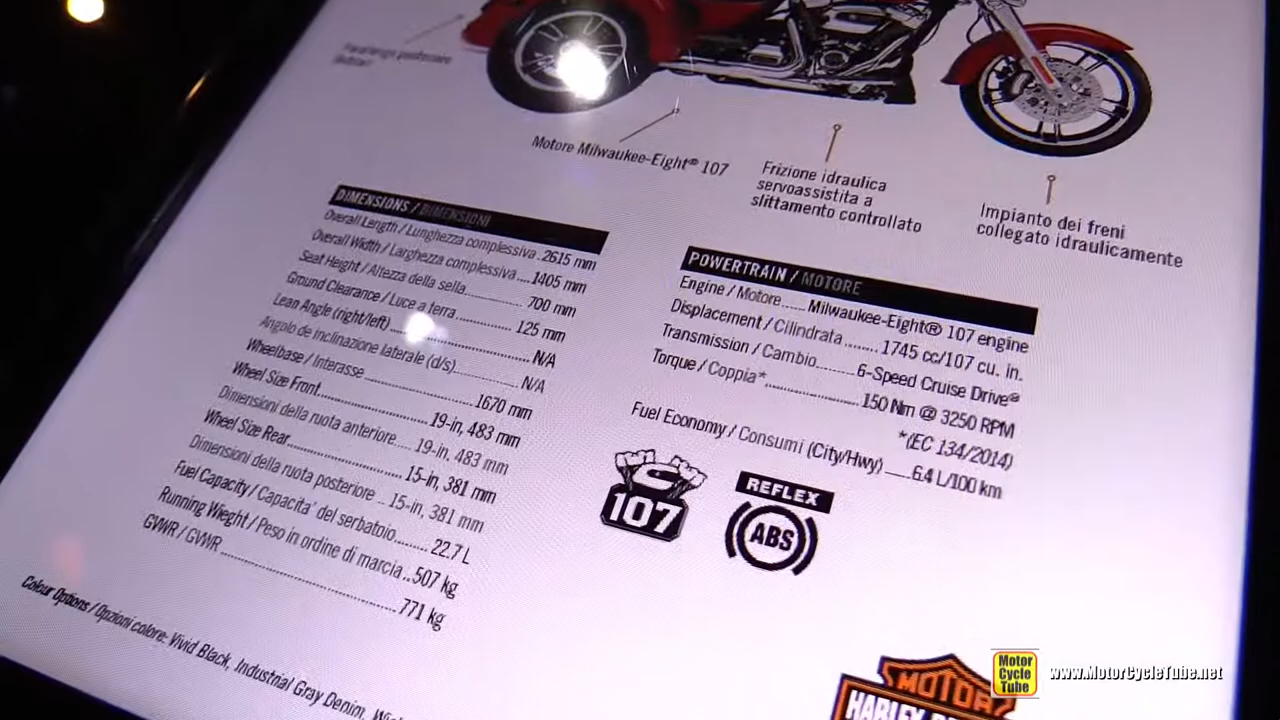 posteriore
Motore Milwaukee-Eight® 107
Frizione idraulica
servoassistita a
slittamento controllato
Impianto dei freni
collegato idraulicamente
DIMENSIONS / DIMENSIONI
Overall Length / Lunghezza complessiva .2615 mm
Overall Width / Larghezza complessiva ....1405 mm
Seat Height / Altezza della sella................ 700 mm
Ground Clearance / Luce a terra................ 125 mm
Lean Angle (right/left)................ N/A
Angolo de inclinazione laterale (d/s)................ N/A
Wheelbase / Interasse................ 1670 mm
Wheel Size Front................ 19-in, 483 mm
Dimensioni della ruota anteriore.... 19-in, 483 mm
Wheel Size Rear................ 15-in, 381 mm
Dimensioni della ruota posteriore .. 15-in, 381 mm
Fuel Capacity / Capacita' del serbatoio........ 22.7 L
Running Wieght / Peso in ordine di marcia ..507 kg
GVWR / GVWR................ 771 kg
POWERTRAIN / MOTORE
Engine / Motore...... Milwaukee-Eight® 107 engine
Displacement / Cilindrata ........ 1745 cc/107 cu. in.
Transmission / Cambio......... 6-Speed Cruise Drive®
Torque / Coppia*................ 150 Nm @ 3250 RPM
*(EC 134/2014)
Fuel Economy / Consumi (City/Hwy) .....6.4 L/100 km
107
REFLEX
ABS
Colour Options / Opzioni colore: Vivid Black, Industrial Gray Denim,
MOTOR
HARLEY
Motor
Cycle
Tube
www.MotorCycleTube.net